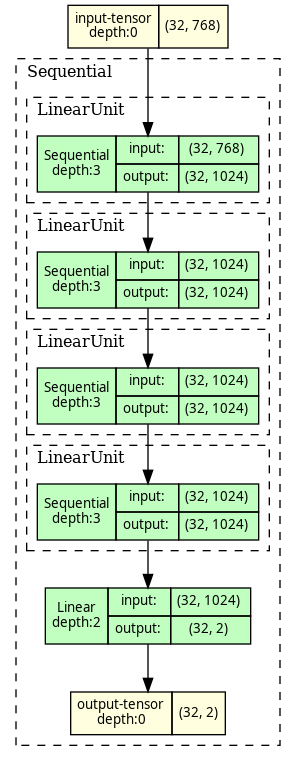 input-tensor
depth:0
(32, 768)
Sequential
LinearUnit
Sequential
depth:3
input:
(32, 768)
output:
(32, 1024)
LinearUnit
Sequential
depth:3
input:
(32, 1024)
output:
(32, 1024)
LinearUnit
Sequential
depth:3
input:
(32, 1024)
output:
(32, 1024)
LinearUnit
Sequential
depth:3
input:
(32, 1024)
output:
(32, 1024)
Linear
depth:2
input:
(32, 1024)
output:
(32, 2)
output-tensor
depth:0
(32, 2)